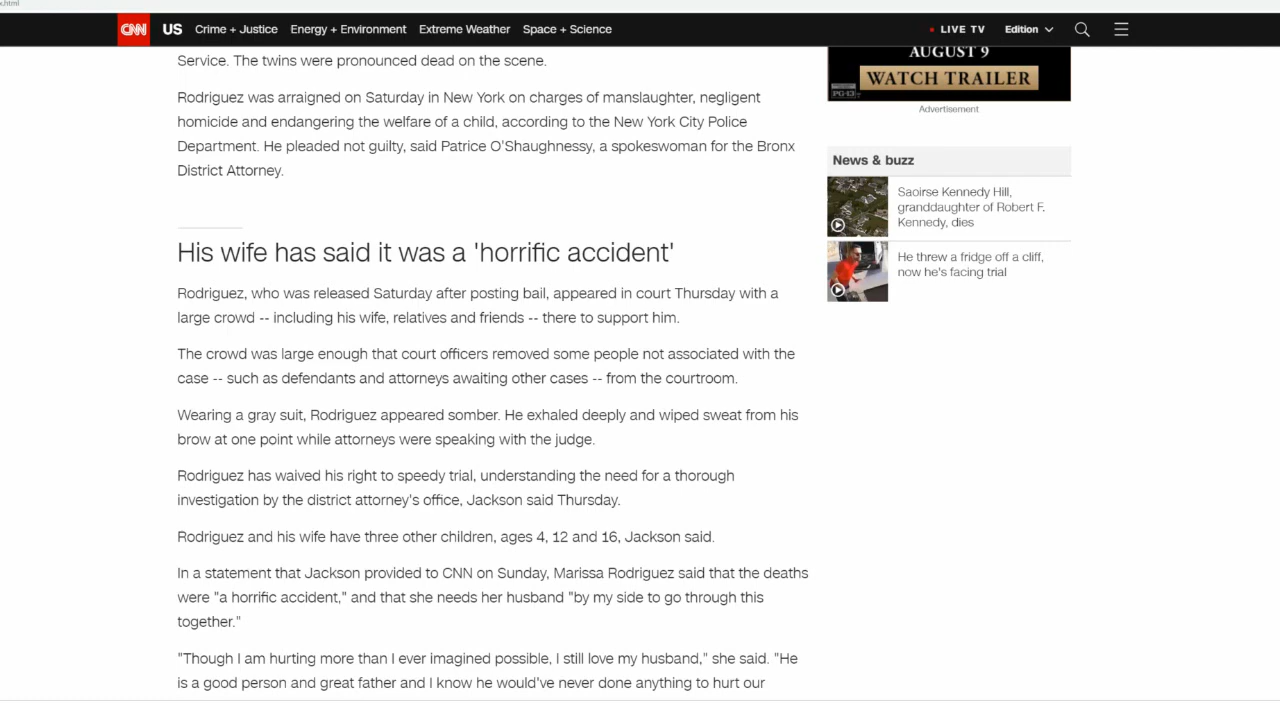 x.html
CNN US Crime + Justice Energy + Environment Extreme Weather Space + Science LIVE TV Edition
Service. The twins were pronounced dead on the scene.
Rodriguez was arraigned on Saturday in New York on charges of manslaughter, negligent
homicide and endangering the welfare of a child, according to the New York City Police
Department. He pleaded not guilty, said Patrice O'Shaughnessy, a spokeswoman for the Bronx
District Attorney.
His wife has said it was a 'horrific accident'
Rodriguez, who was released Saturday after posting bail, appeared in court Thursday with a
large crowd -- including his wife, relatives and friends -- there to support him.
The crowd was large enough that court officers removed some people not associated with the
case -- such as defendants and attorneys awaiting other cases -- from the courtroom.
Wearing a gray suit, Rodriguez appeared somber. He exhaled deeply and wiped sweat from his
brow at one point while attorneys were speaking with the judge.
Rodriguez has waived his right to speedy trial, understanding the need for a thorough
investigation by the district attorney's office, Jackson said Thursday.
Rodriguez and his wife have three other children, ages 4, 12 and 16, Jackson said.
In a statement that Jackson provided to CNN on Sunday, Marissa Rodriguez said that the deaths
were "a horrific accident," and that she needs her husband "by my side to go through this
together."
"Though I am hurting more than I ever imagined possible, I still love my husband," she said. "He
is a good person and great father and I know he would've never done anything to hurt our
AUGUST 9
WATCH TRAILER
PG-13
Advertisement
News & buzz
Saoirse Kennedy Hill,
granddaughter of Robert F.
Kennedy, dies
He threw a fridge off a cliff,
now he's facing trial